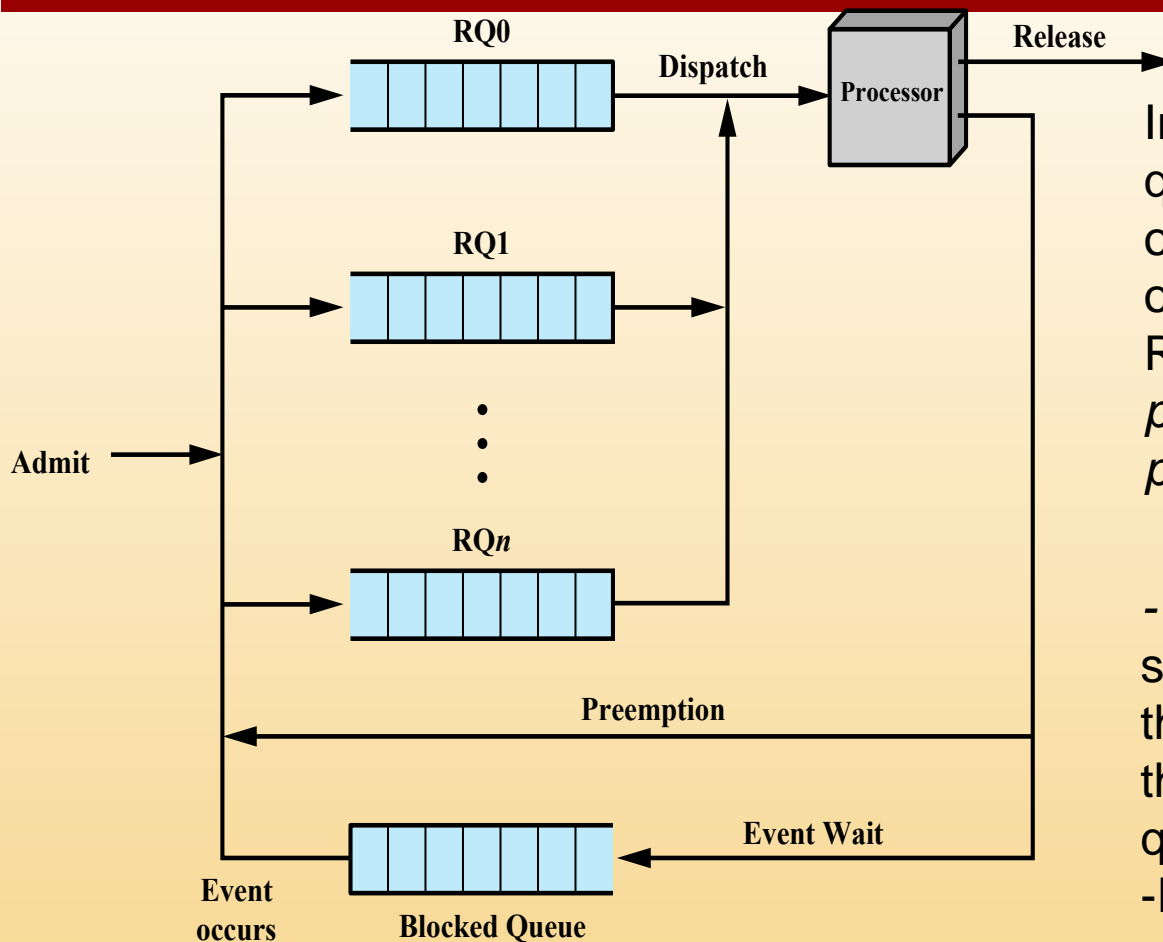 RQ0
Release
Dispatch
Processor
RQ1
Admit
RQn
Preemption
Event Wait
Event
occurs
Blocked Queue